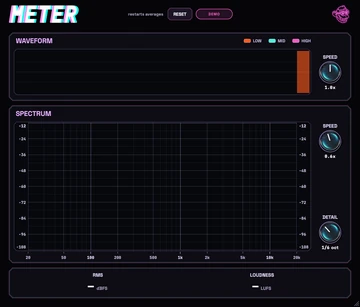 METER
restarts averages
RESET
DEMO
WAVEFORM
LOW
MID
HIGH
SPEED
1.0x
SPECTRUM
-12 -12
-24 -24
-36 -36
-48 -48
-60 -60
-72 -72
-84 -84
-96 -96
-108 -108
20 50 100 200 500 1k 2k 5k 10k 20k
SPEED
0.6x
DETAIL
1/6 oct
RMS
— dBFS
LOUDNESS
— LUFS